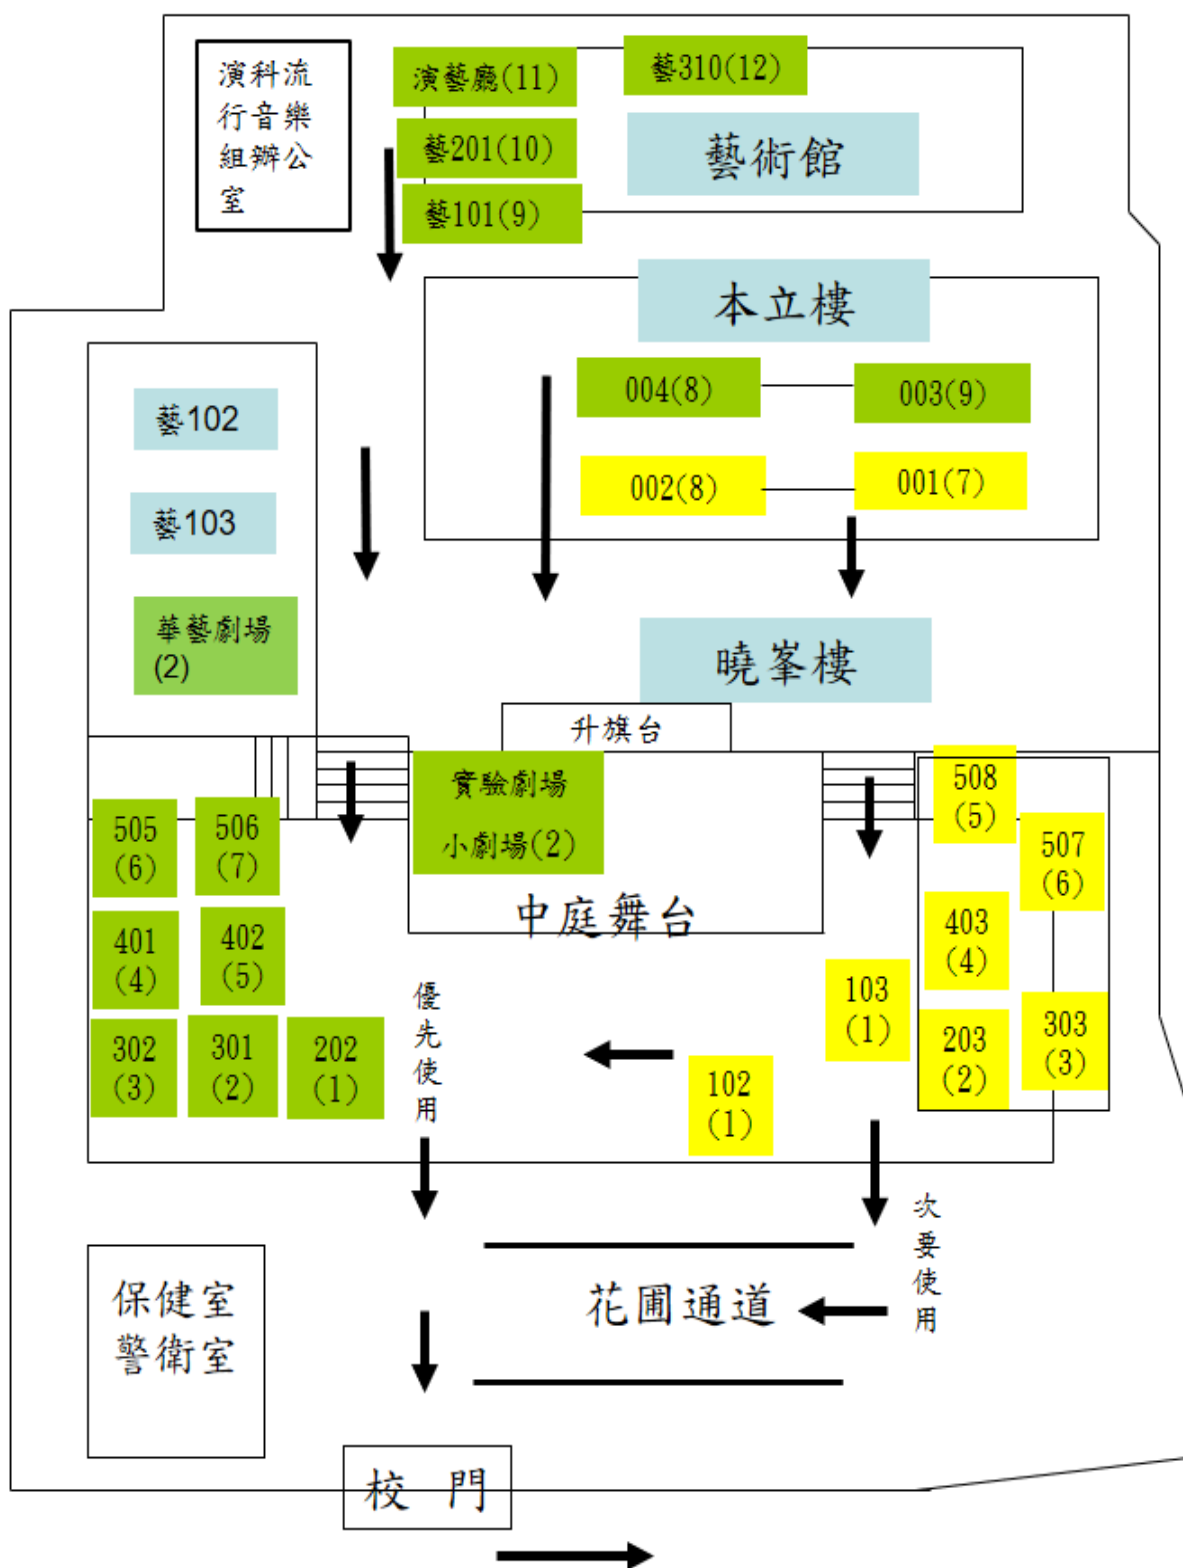 演科流
行音樂
組辦公
室
演藝廳(11)
藝310(12)
藝201(10)
藝術館
藝101(9)
本立樓
004(8)
003(9)
002(8)
001(7)
藝102
藝103
華藝劇場
(2)
曉峯樓
升旗台
實驗劇場
小劇場(2)
中庭舞台
505
(6)
506
(7)
401
(4)
402
(5)
302
(3)
301
(2)
202
(1)
508
(5)
507
(6)
403
(4)
103
(1)
203
(2)
303
(3)
102
(1)
優先使用
次要使用
花圃通道
保健室
警衛室
校 門